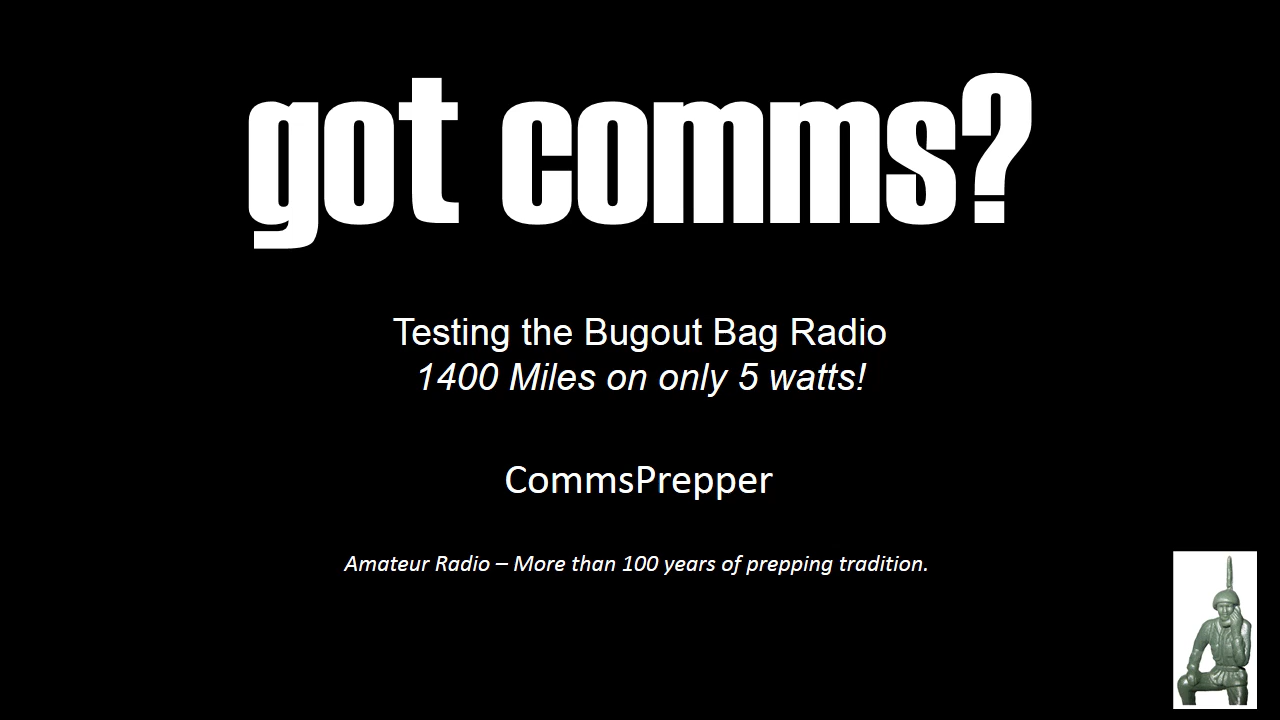 got comms?
Testing the Bugout Bag Radio
1400 Miles on only 5 watts!
CommsPrepper
Amateur Radio – More than 100 years of prepping tradition.